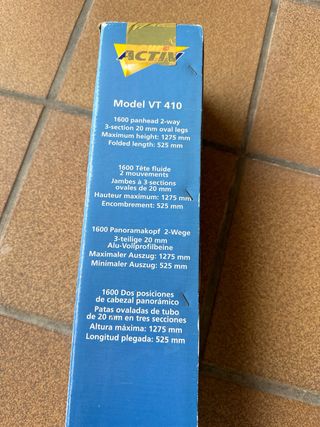 ACTIV
Model VT 410
1600 panhead 2-way
3-section 20 mm oval legs
Maximum height: 1275 mm
Folded length: 525 mm
1600 Tête fluide
2 mouvements
Jambes à 3 sections
ovales de 20 mm
Hauteur maximum: 1275 mm
Encombrement: 525 mm
1600 Panoramakopf 2-Wege
3-teilige 20 mm
Alu-Vollprofilbeine
Maximaler Auszug: 1275 mm
Minimaler Auszug: 525 mm
1600 Dos posiciones
de cabezal panorámico
Patas ovaladas de tubo
de 20 mm en tres secciones
Altura máxima: 1275 mm
Longitud plegada: 525 mm